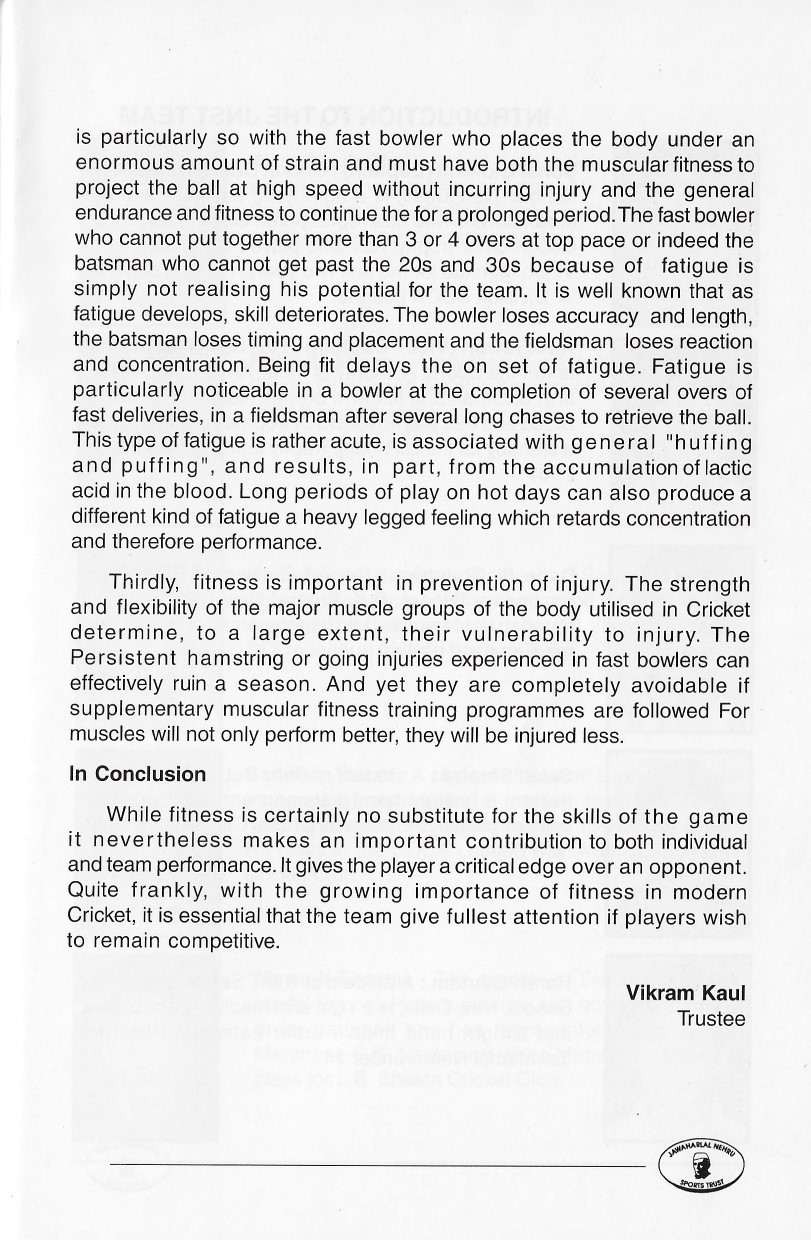 is particularly so with the fast bowler who places the body under an
enormous amount of strain and must have both the muscular fitness to
project the ball at high speed without incurring injury and the general
endurance and fitness to continue the for a prolonged period. The fast bowler
who cannot put together more than 3 or 4 overs at top pace or indeed the
batsman who cannot get past the 20s and 30s because of fatigue is
simply not realising his potential for the team. It is well known that as
fatigue develops, skill deteriorates. The bowler loses accuracy and length,
the batsman loses timing and placement and the fieldsman loses reaction
and concentration. Being fit delays the on set of fatigue. Fatigue is
particularly noticeable in a bowler at the completion of several overs of
fast deliveries, in a fieldsman after several long chases to retrieve the ball.
This type of fatigue is rather acute, is associated with general "huffing
and puffing", and results, in part, from the accumulation of lactic
acid in the blood. Long periods of play on hot days can also produce a
different kind of fatigue a heavy legged feeling which retards concentration
and therefore performance.
Thirdly, fitness is important in prevention of injury. The strength
and flexibility of the major muscle groups of the body utilised in Cricket
determine, to a large extent, their vulnerability to injury. The
Persistent hamstring or going injuries experienced in fast bowlers can
effectively ruin a season. And yet they are completely avoidable if
supplementary muscular fitness training programmes are followed For
muscles will not only perform better, they will be injured less.
In Conclusion
While fitness is certainly no substitute for the skills of the game
it nevertheless makes an important contribution to both individual
and team performance. It gives the player a critical edge over an opponent.
Quite frankly, with the growing importance of fitness in modern
Cricket, it is essential that the team give fullest attention if players wish
to remain competitive.
Vikram Kaul
Trustee
JAWAHARLAL NEHRU
SPORTS TRUST